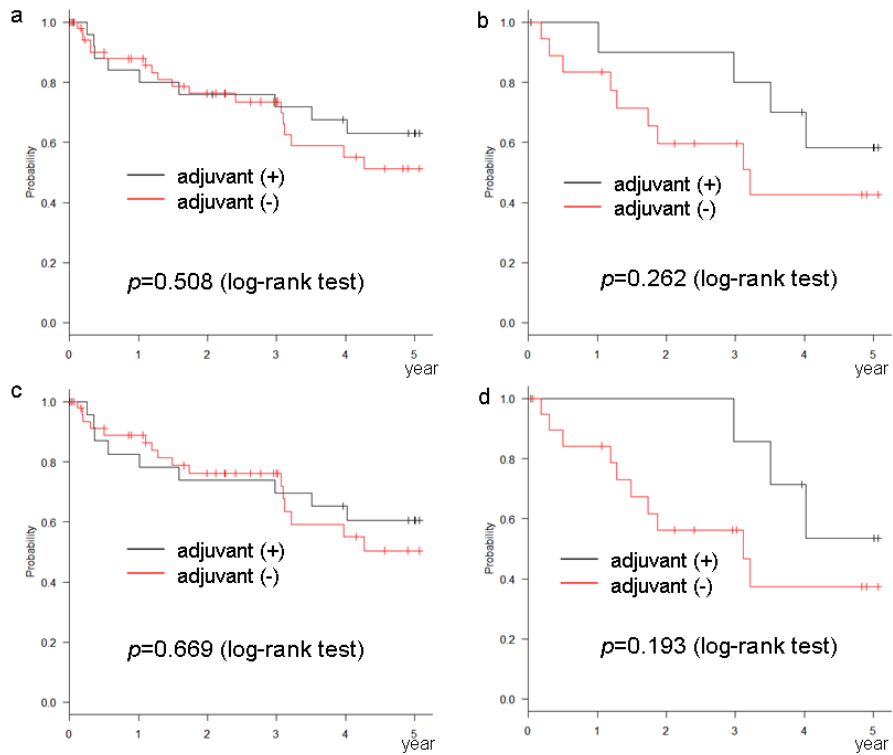 a
1.0
0.8
0.6
0.4
0.2
0.0
Probability
adjuvant (+)
adjuvant (-)
p=0.508 (log-rank test)
0 1 2 3 4 5
year
b
1.0
0.8
0.6
0.4
0.2
0.0
Probability
adjuvant (+)
adjuvant (-)
p=0.262 (log-rank test)
0 1 2 3 4 5
year
c
1.0
0.8
0.6
0.4
0.2
0.0
Probability
adjuvant (+)
adjuvant (-)
p=0.669 (log-rank test)
0 1 2 3 4 5
year
d
1.0
0.8
0.6
0.4
0.2
0.0
Probability
adjuvant (+)
adjuvant (-)
p=0.193 (log-rank test)
0 1 2 3 4 5
year